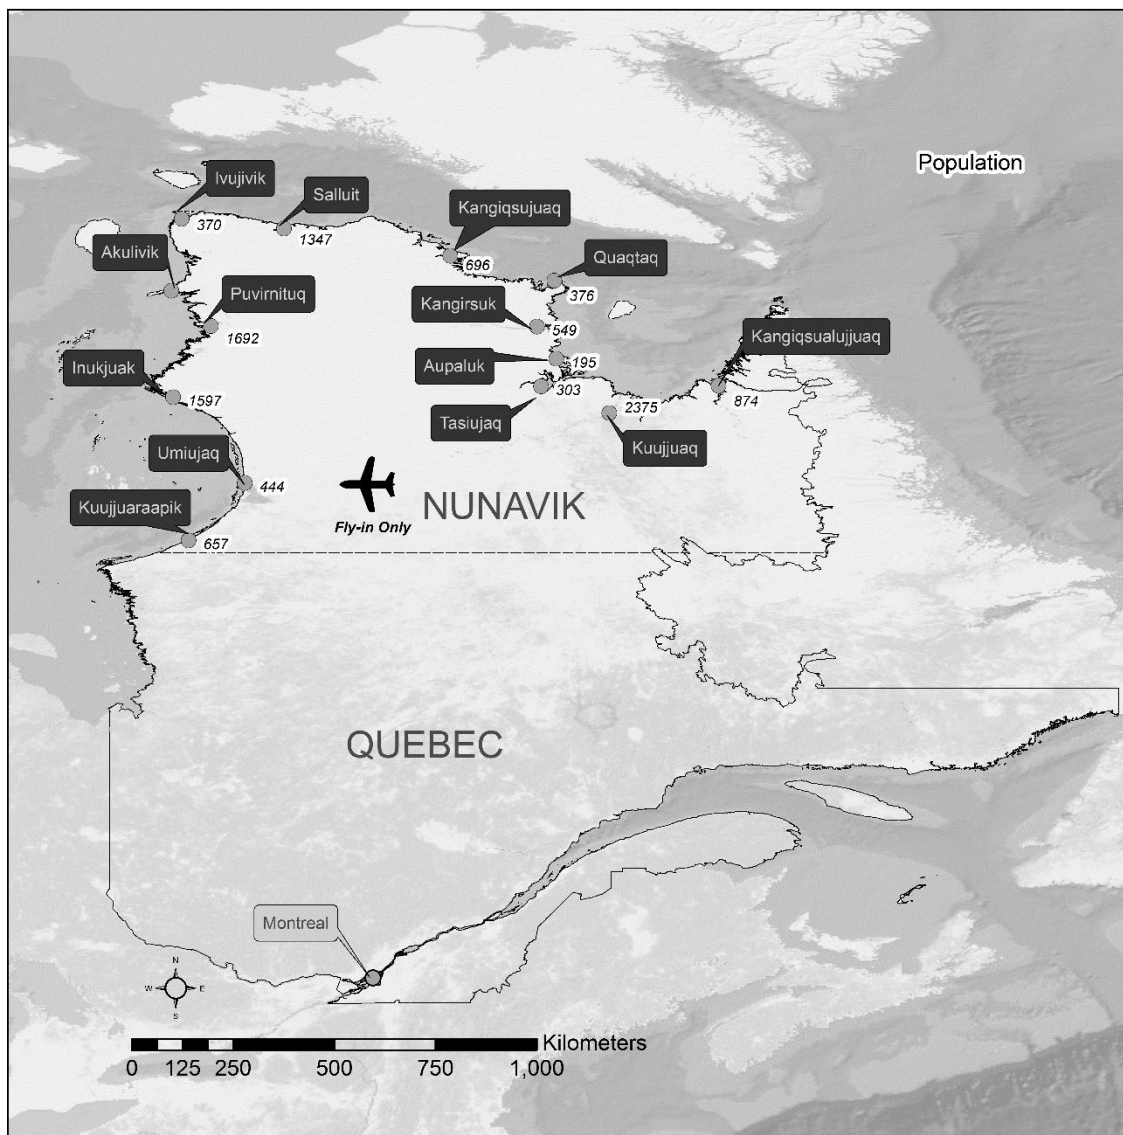 Population
Ivujivik
370
Salluit
1347
Kangiqsujuaq
696
Quaqtaq
376
Akulivik
Puvirnituq
1692
Kangirsuk
549
Kangiqsualujjuaq
874
Aupaluk
195
Inukjuak
1597
303
Tasiujaq
2375
Kuujjuaq
Umiujaq
444
Fly-in Only
NUNAVIK
Kuujjuaraapik
657
QUEBEC
Montreal
N
W E
S
Kilometers
0 125 250 500 750 1,000